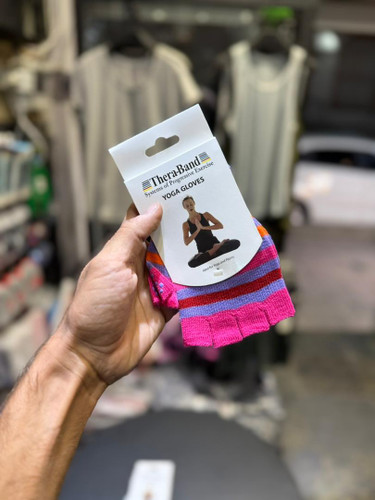 Thera-Band
Systems of Progressive Exercise
YOGA GLOVES